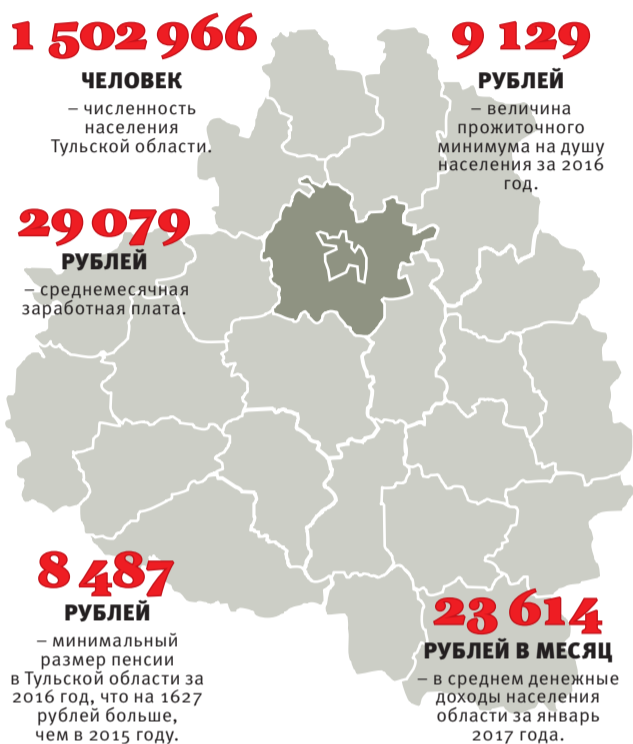 1 502 966
ЧЕЛОВЕК
– численность
населения
Тульской области.
9 129
РУБЛЕЙ
– величина
прожиточного
минимума на душу
населения за 2016
год.
29 079
РУБЛЕЙ
– среднемесячная
заработная плата.
8 487
РУБЛЕЙ
– минимальный
размер пенсии
в Тульской области за
2016 год, что на 1627
рублей больше,
чем в 2015 году.
23 614
РУБЛЕЙ В МЕСЯЦ
– в среднем денежные
доходы населения
области за январь
2017 года.